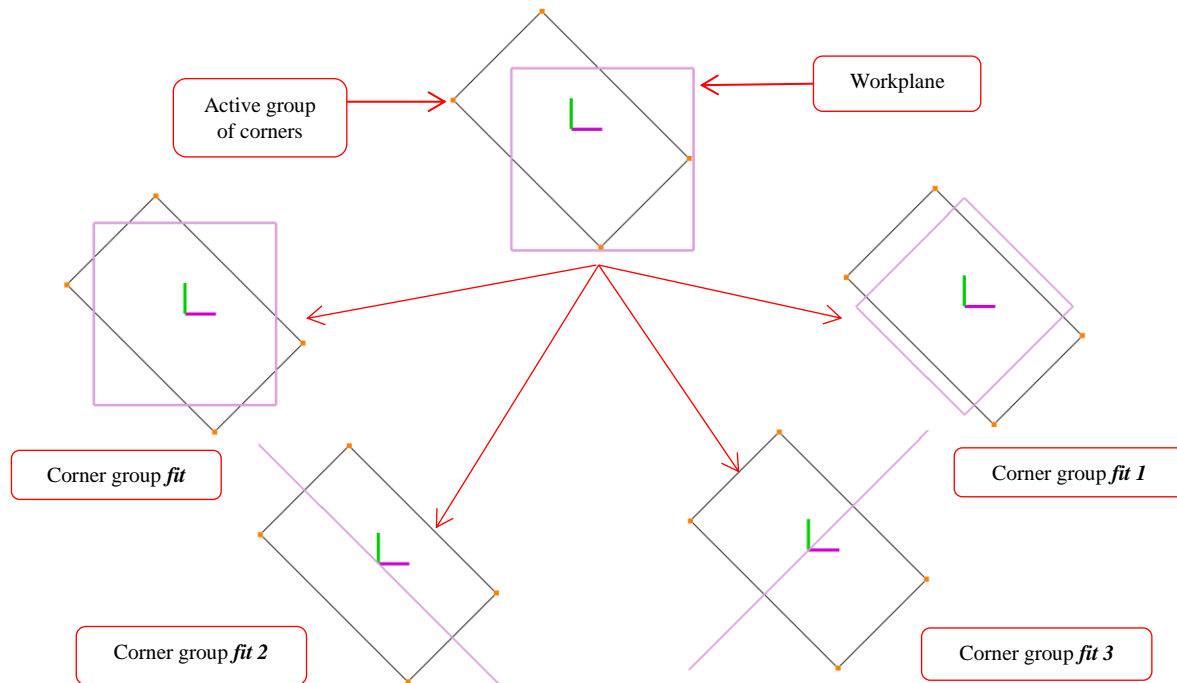 Active group
of corners
Workplane
Corner group fit
Corner group fit 1
Corner group fit 2
Corner group fit 3